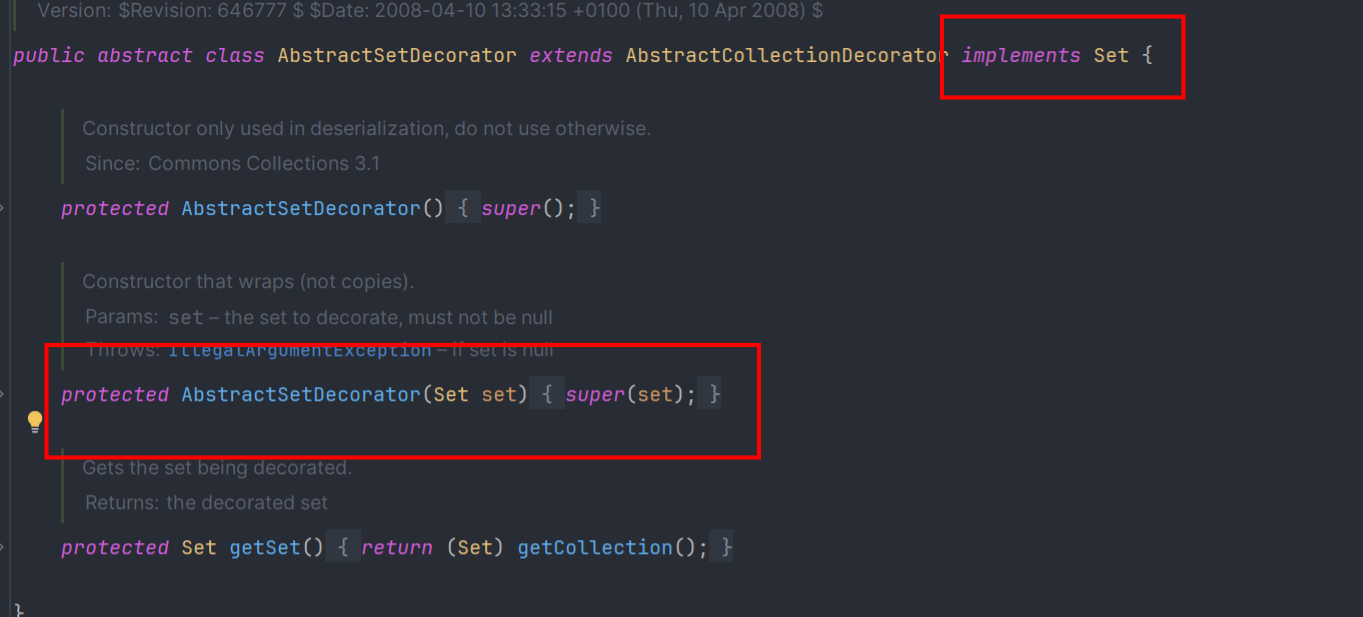 Version: $Revision: 646777 $ $Date: 2008-04-10 13:33:15 +0100 (Thu, 10 Apr 2008) $
public abstract class AbstractSetDecorator extends AbstractCollectionDecorator implements Set {
Constructor only used in deserialization, do not use otherwise.
Since: Commons Collections 3.1
protected AbstractSetDecorator() { super(); }
Constructor that wraps (not copies).
Params: set – the set to decorate, must not be null
Throws: IllegalArgumentException – if set is null
protected AbstractSetDecorator(Set set) { super(set); }
Gets the set being decorated.
Returns: the decorated set
protected Set getSet() { return (Set) getCollection(); }
}